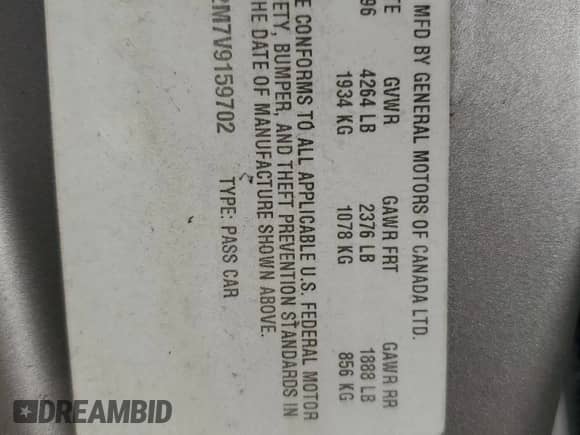 MFD BY GENERAL MOTORS OF CANADA LTD.
TE GVWR GAWR FRT GAWR RR
96 4264 LB 2376 LB 1888 LB
1934 KG 1078 KG 856 KG
E CONFORMS TO ALL APPLICABLE U.S. FEDERAL MOTOR
ETY, BUMPER, AND THEFT PREVENTION STANDARDS IN
HE DATE OF MANUFACTURE SHOWN ABOVE.
2M7V9159702 TYPE: PASS CAR
DREAMBID